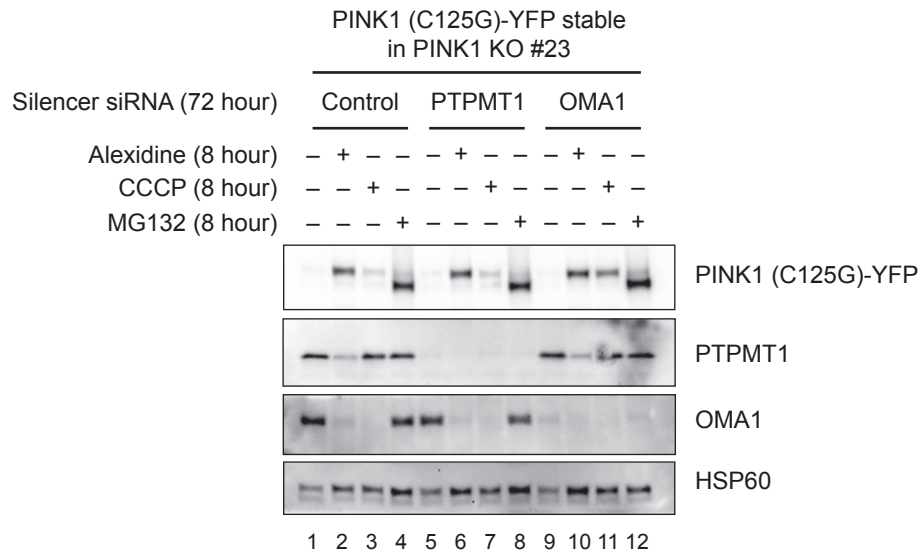 PINK1 (C125G)-YFP stable
in PINK1 KO #23
Silencer siRNA (72 hour) Control PTPMT1 OMA1
Alexidine (8 hour) – + – – – + – – – + – –
CCCP (8 hour) – – + – – – + – – – + –
MG132 (8 hour) – – – + – – – + – – – +
PINK1 (C125G)-YFP
PTPMT1
OMA1
HSP60
1 2 3 4 5 6 7 8 9 10 11 12